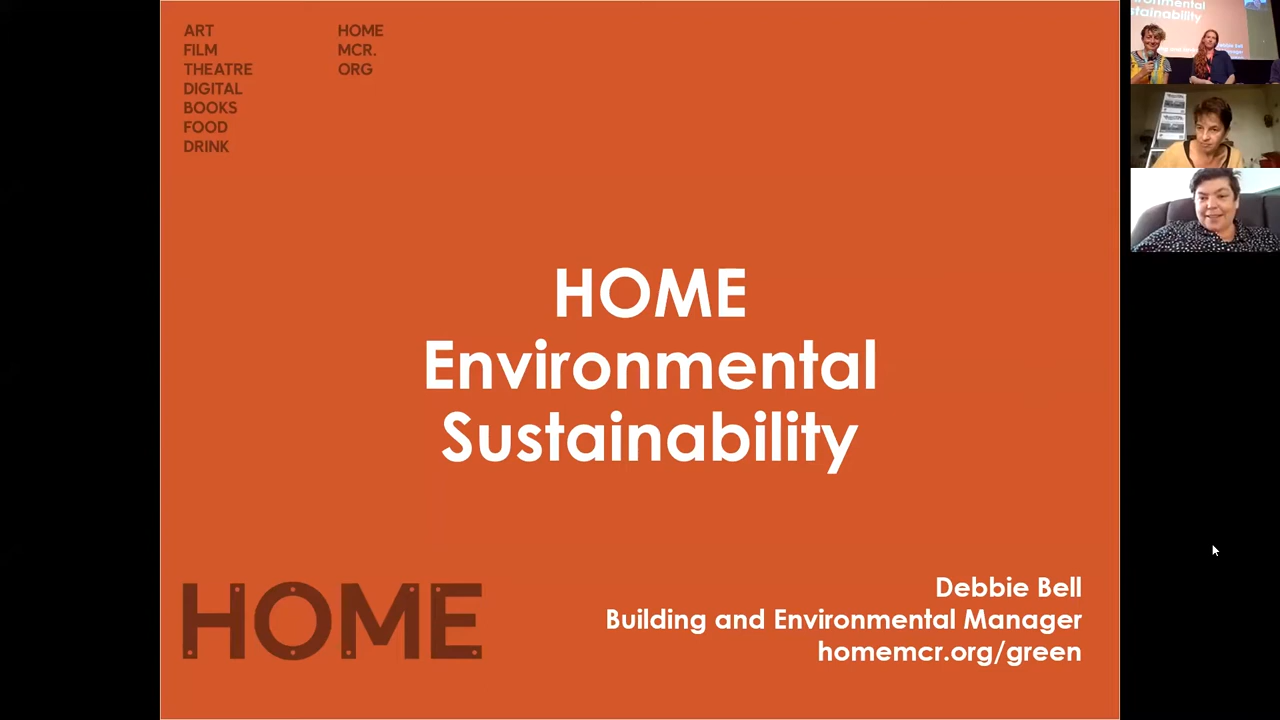 ART
FILM
THEATRE
DIGITAL
BOOKS
FOOD
DRINK
HOME
MCR.
ORG
HOME
Environmental
Sustainability
HOME
Debbie Bell
Building and Environmental Manager
homemcr.org/green